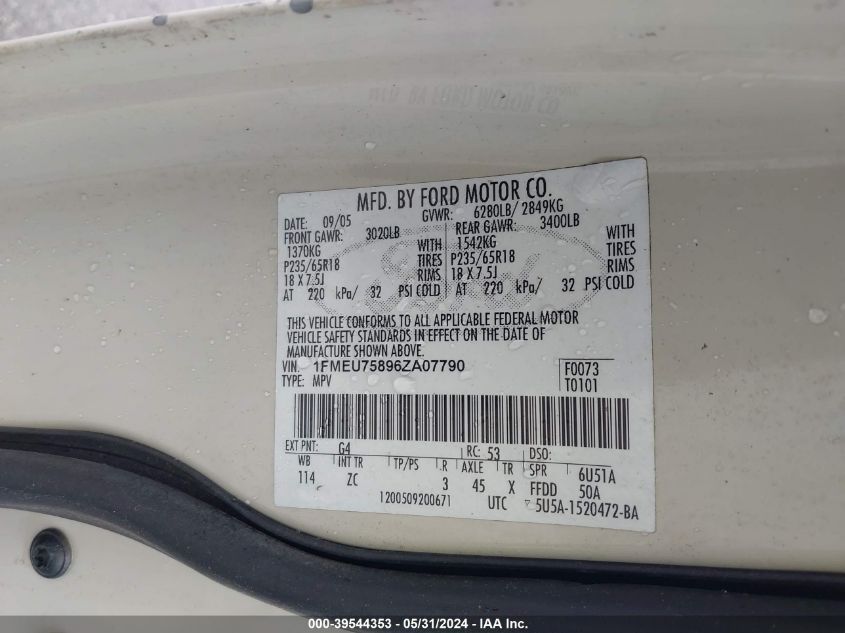 MFD. BY FORD MOTOR CO.
DATE: 09/05 GVWR: 6280LB/ 2849KG
FRONT GAWR: 3020LB REAR GAWR: 3400LB
1370KG WITH 1542KG WITH
P235/65R18 TIRES P235/65R18 TIRES
18 X 7.5J RIMS 18 X 7.5J RIMS
AT 220 kPa/ 32 PSI COLD AT 220 kPa/ 32 PSI COLD
Ford
THIS VEHICLE CONFORMS TO ALL APPLICABLE FEDERAL MOTOR
VEHICLE SAFETY STANDARDS IN EFFECT ON THE DATE OF
MANUFACTURE SHOWN ABOVE.
VIN: 1FMEU75896ZA07790 F0073
TYPE: MPV T0101
EXT PNT: G4 RC: 53 DSO:
WB INT TR TP/PS R AXLE TR SPR 6U51A
114 ZC 3 45 X FFDD 50A
1200509200671 UTC 5U5A-1520472-BA
000-39544353 - 05/31/2024 - IAAI Inc.